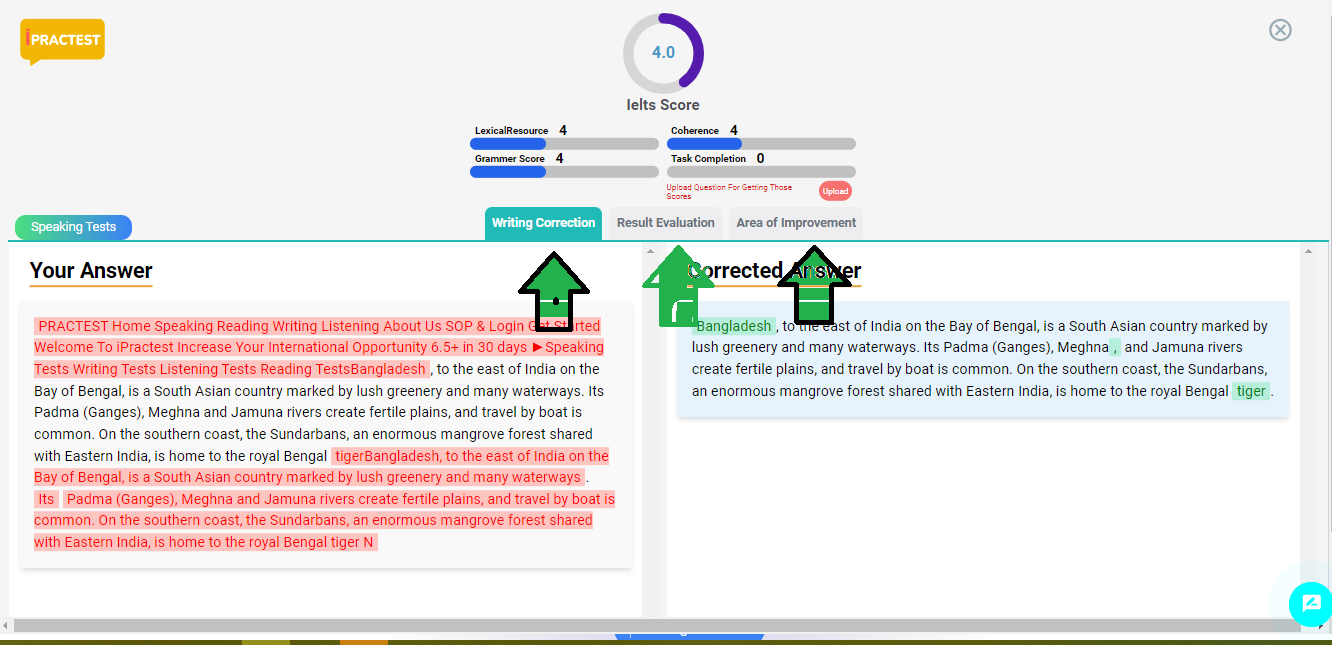 iPRACTEST
4.0
Ielts Score
LexicalResource 4
Coherence 4
Grammer Score 4
Task Completion 0
Upload Question For Getting Those
Scores
Upload
Speaking Tests
Writing Correction
Result Evaluation
Area of Improvement
Your Answer
PRACTEST Home Speaking Reading Writing Listening About Us SOP & Login Get Started
Welcome To iPractest Increase Your International Opportunity 6.5+ in 30 days ►Speaking
Tests Writing Tests Listening Tests Reading TestsBangladesh , to the east of India on the
Bay of Bengal, is a South Asian country marked by lush greenery and many waterways. Its
Padma (Ganges), Meghna and Jamuna rivers create fertile plains, and travel by boat is
common. On the southern coast, the Sundarbans, an enormous mangrove forest shared
with Eastern India, is home to the royal Bengal tigerBangladesh, to the east of India on the
Bay of Bengal, is a South Asian country marked by lush greenery and many waterways .
Its Padma (Ganges), Meghna and Jamuna rivers create fertile plains, and travel by boat is
common. On the southern coast, the Sundarbans, an enormous mangrove forest shared
with Eastern India, is home to the royal Bengal tiger N
Corrected Answer
Bangladesh , to the east of India on the Bay of Bengal, is a South Asian country marked by
lush greenery and many waterways. Its Padma (Ganges), Meghna , and Jamuna rivers
create fertile plains, and travel by boat is common. On the southern coast, the Sundarbans,
an enormous mangrove forest shared with Eastern India, is home to the royal Bengal tiger .